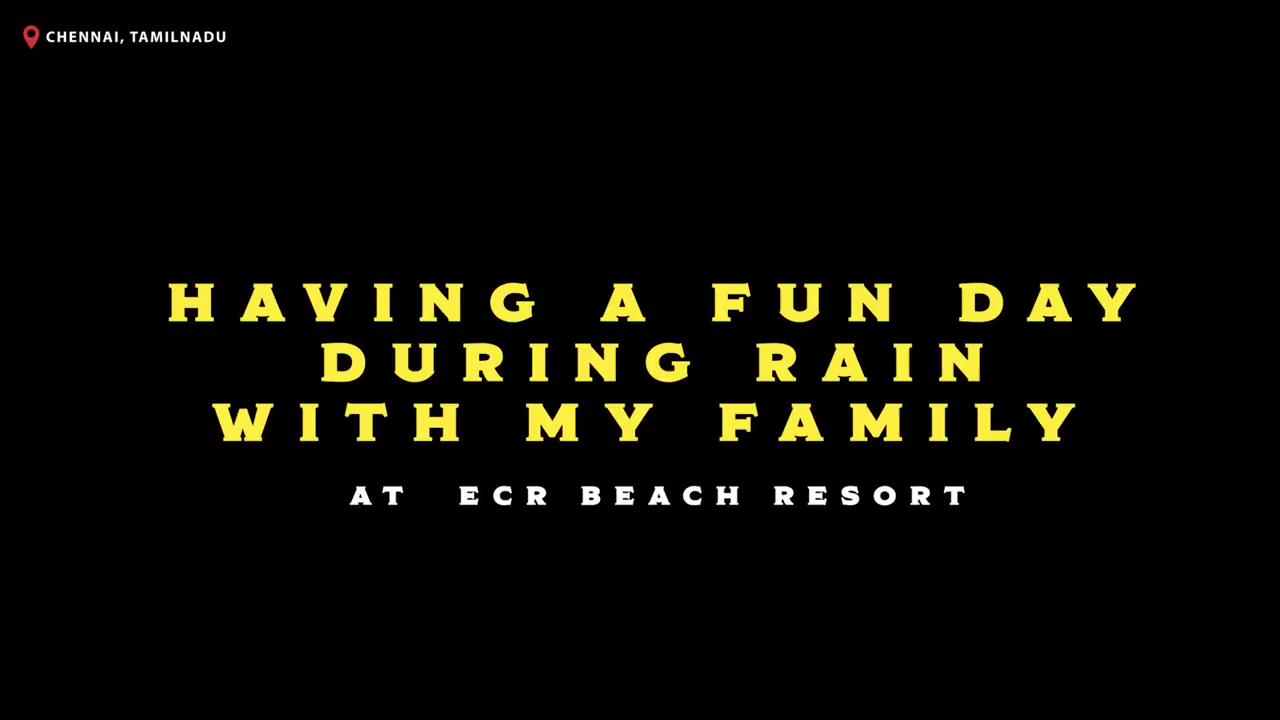 CHENNAI, TAMILNADU
HAVING A FUN DAY
DURING RAIN
WITH MY FAMILY
AT ECR BEACH RESORT